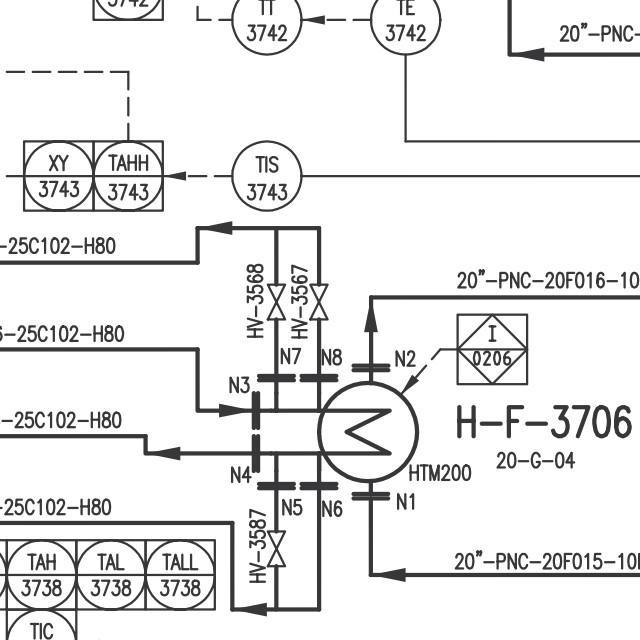 3742
TT
3742
TE
3742
20"-PNC-
XY
3743
TAHH
3743
TIS
3743
-25C102-H80
HV-3568
HV-3567
20"-PNC-20F016-10
6-25C102-H80
N7
N8
N2
I
0206
N3
H-F-3706
20-G-04
-25C102-H80
N4
HTM200
N5
N6
N1
-25C102-H80
HV-3587
TAH
3738
TAL
3738
TALL
3738
20"-PNC-20F015-10
TIC